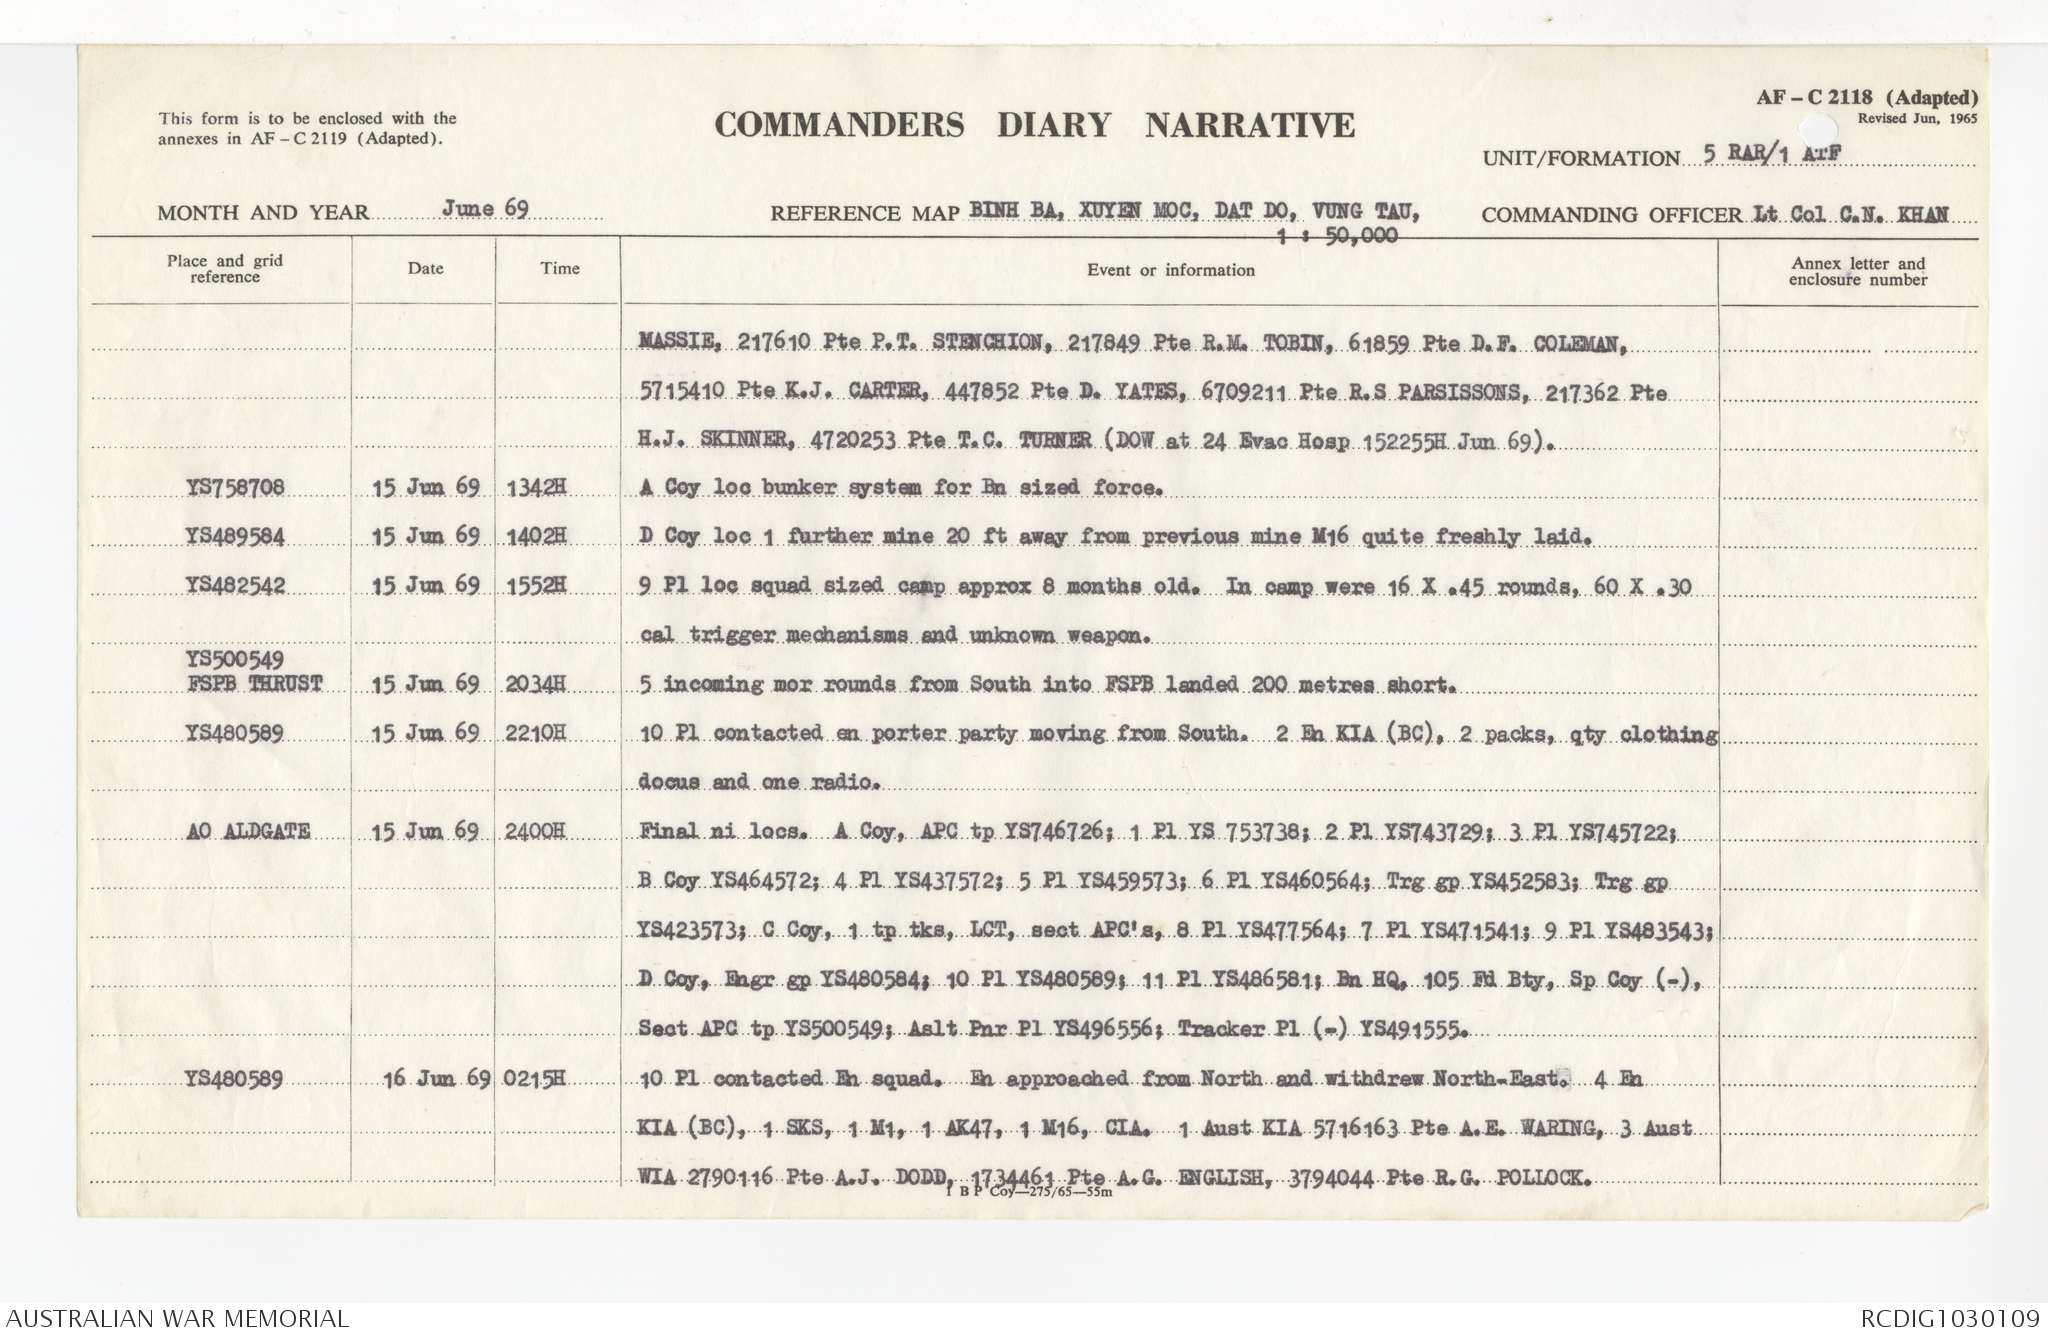 This form is to be enclosed with the
annexes in AF – C 2119 (Adapted).
COMMANDERS DIARY NARRATIVE
AF – C 2118 (Adapted)
Revised Jun, 1965
UNIT/FORMATION 5 RAR/1 ATF
MONTH AND YEAR June 69
REFERENCE MAP BINH BA, XUYEN MOC, DAT DO, VUNG TAU,
1 : 50,000
COMMANDING OFFICER Lt Col C.N. KHAN
Place and grid
reference
Date
Time
Event or information
Annex letter and
enclosure number
MASSIE, 217610 Pte P.T. STENCHION, 217849 Pte R.M. TOBIN, 61859 Pte D.F. COLEMAN,
5715410 Pte K.J. CARTER, 447852 Pte D. YATES, 6709211 Pte R.S PARSISSONS, 217362 Pte
H.J. SKINNER, 4720253 Pte T.C. TURNER (DOW at 24 Evac Hosp 152255H Jun 69).
YS758708 15 Jun 69 1342H A Coy loc bunker system for Bn sized force.
YS489584 15 Jun 69 1402H D Coy loc 1 further mine 20 ft away from previous mine M16 quite freshly laid.
YS482542 15 Jun 69 1552H 9 Pl loc squad sized camp approx 8 months old. In camp were 16 X .45 rounds, 60 X .30
cal trigger mechanisms and unknown weapon.
YS500549
FSPB THRUST 15 Jun 69 2034H 5 incoming mor rounds from South into FSPB landed 200 metres short.
YS480589 15 Jun 69 2210H 10 Pl contacted en porter party moving from South. 2 En KIA (BC), 2 packs, qty clothing
docus and one radio.
AO ALDGATE 15 Jun 69 2400H Final ni locs. A Coy, APC tp YS746726; 1 Pl YS 753738; 2 Pl YS743729; 3 Pl YS745722;
B Coy YS464572; 4 Pl YS437572; 5 Pl YS459573; 6 Pl YS460564; Trg gp YS452583; Trg gp
YS423573; C Coy, 1 tp tks, LCT, sect APC's, 8 Pl YS477564; 7 Pl YS471541; 9 Pl YS483543;
D Coy, Engr gp YS480584; 10 Pl YS480589; 11 Pl YS486581; Bn HQ, 105 Fd Bty, Sp Coy (-),
Sect APC tp YS500549; Aslt Pnr Pl YS496556; Tracker Pl (-) YS491555.
YS480589 16 Jun 69 0215H 10 Pl contacted En squad. En approached from North and withdrew North-East. 4 En
KIA (BC), 1 SKS, 1 M1, 1 AK47, 1 M16, CIA. 1 Aust KIA 5716163 Pte A.E. WARING, 3 Aust
WIA 2790116 Pte A.J. DODD, 1734461 Pte A.G. ENGLISH, 3794044 Pte R.G. POLLOCK.
1 B P Coy—275/65—55m
AUSTRALIAN WAR MEMORIAL
RCDIG1030109